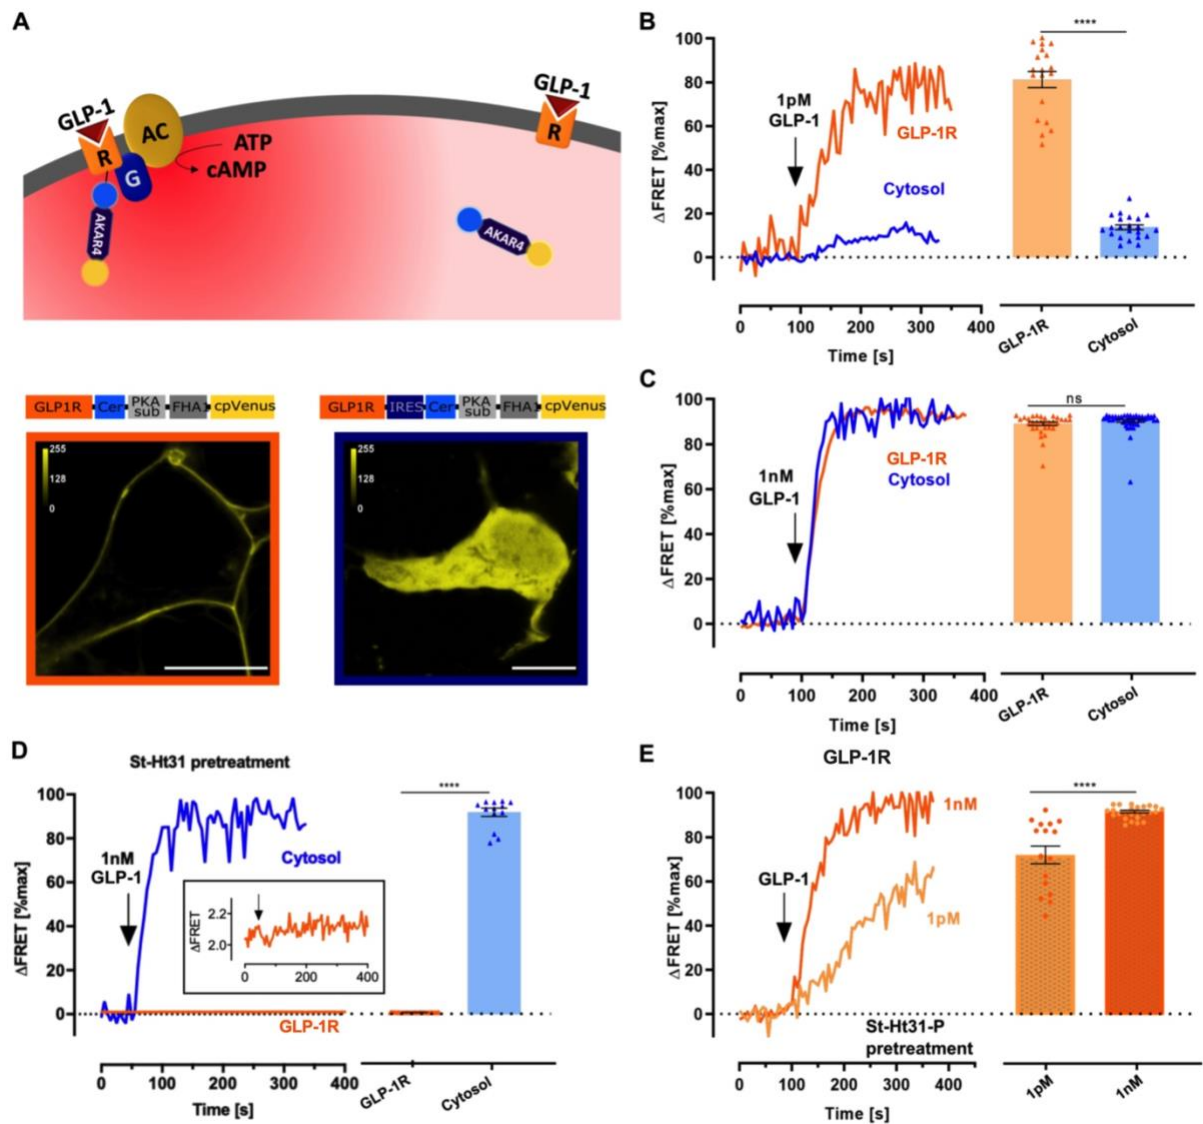 A
GLP-1
R
AC
G
ATP
cAMP
AKAR4
GLP-1
R
AKAR4
GLP1R Cer PKA sub FHA1 cpVenus
255
128
0
GLP1R IRES Cer PKA sub FHA1 cpVenus
255
128
0
B
ΔFRET [%max]
100
80
60
40
20
0
1pM
GLP-1
GLP-1R
Cytosol
****
0 100 200 300 400
Time [s]
GLP-1R Cytosol
C
ΔFRET [%max]
100
80
60
40
20
0
1nM
GLP-1
GLP-1R
Cytosol
ns
0 100 200 300 400
Time [s]
GLP-1R Cytosol
D
St-Ht31 pretreatment
ΔFRET [%max]
100
80
60
40
20
0
1nM
GLP-1
Cytosol
ΔFRET
2.2
2.0
0 200 400
GLP-1R
****
0 100 200 300 400
Time [s]
GLP-1R Cytosol
E
GLP-1R
ΔFRET [%max]
100
80
60
40
20
0
GLP-1
1nM
1pM
St-Ht31-P
pretreatment
****
0 100 200 300 400
Time [s]
1pM 1nM